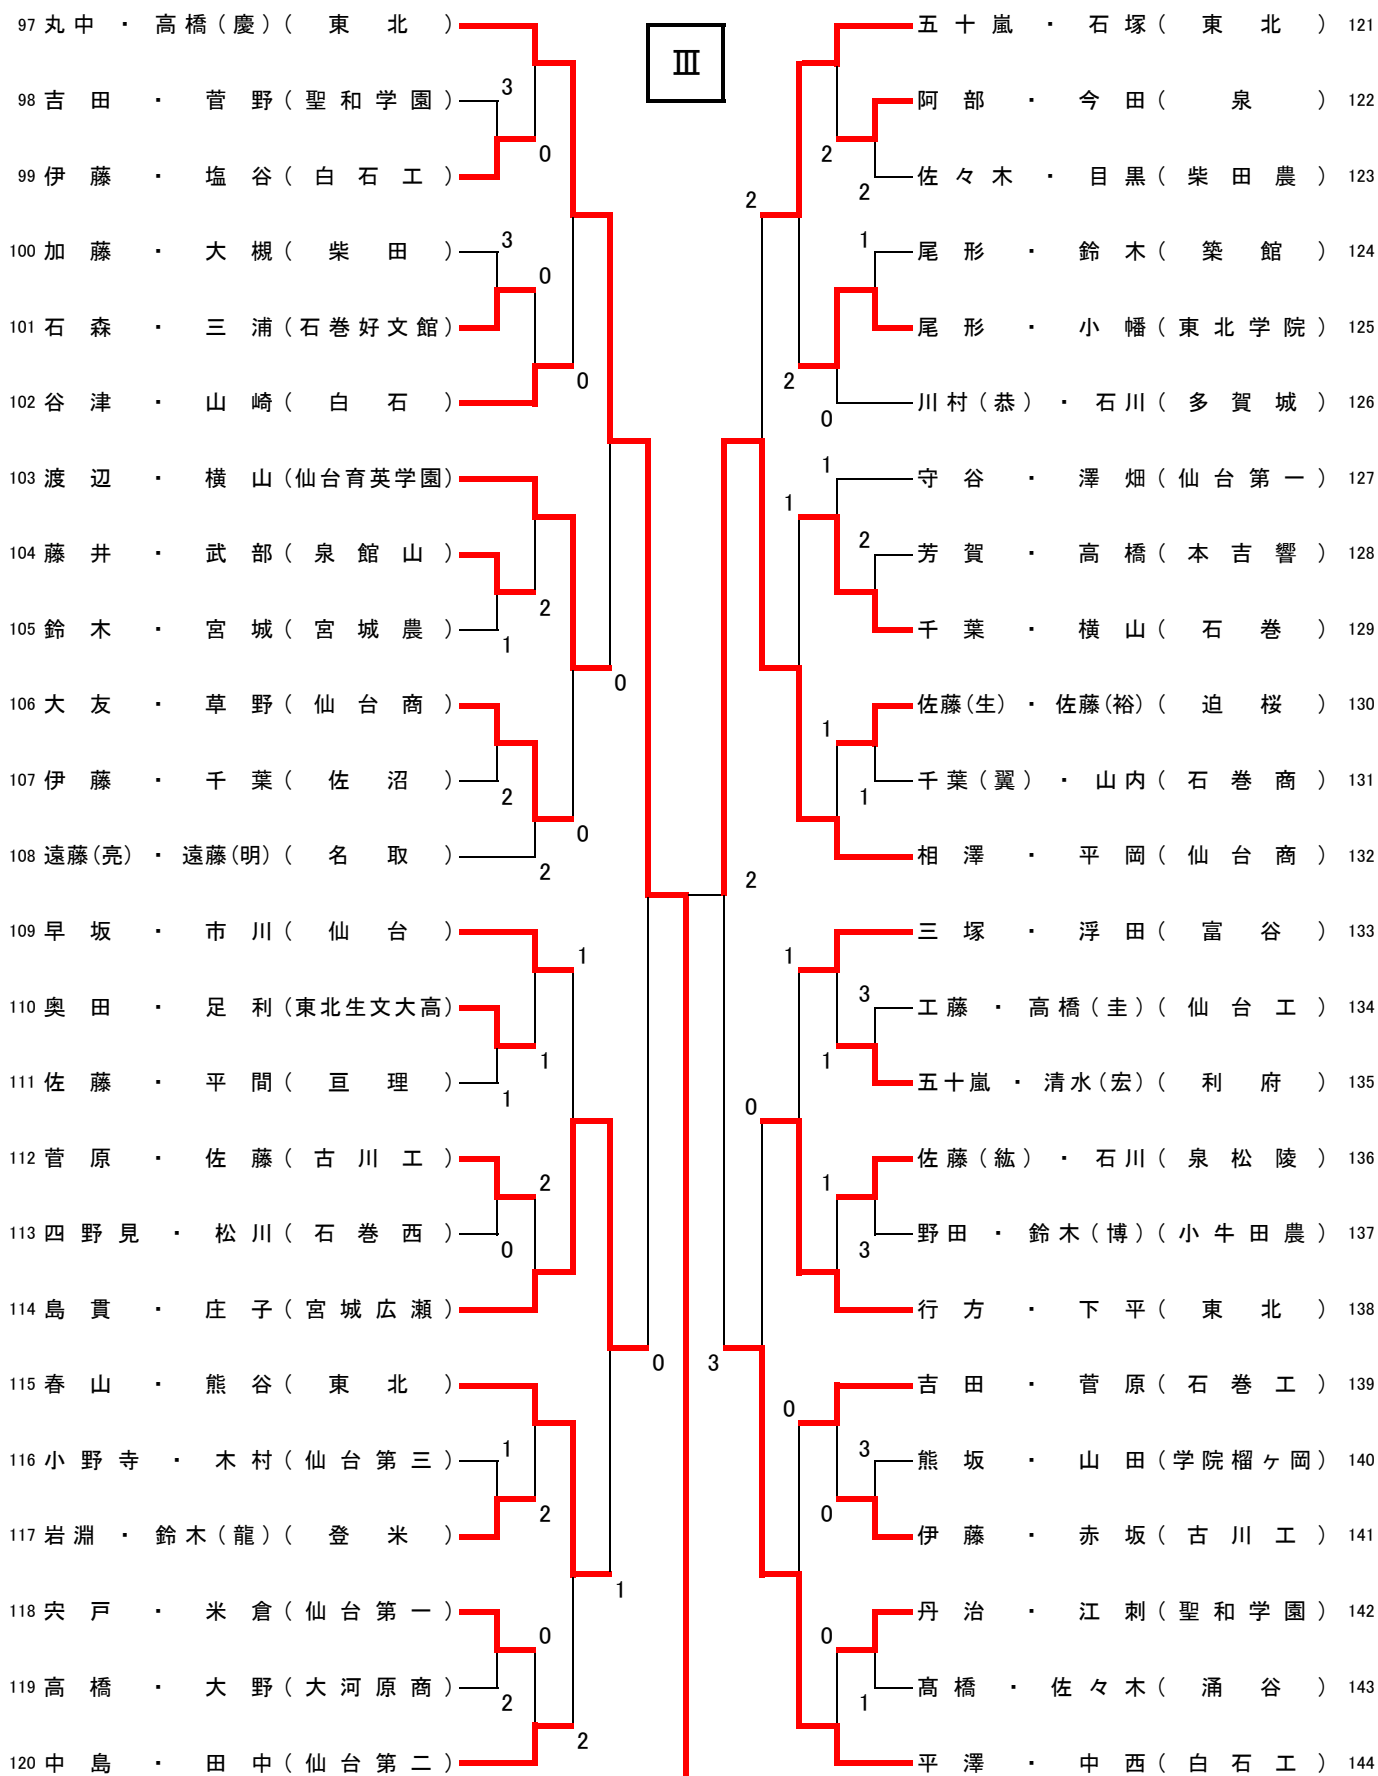 Ⅲ
97 丸中 ・ 高橋(慶)( 東北 )
3
98 吉田 ・ 菅野(聖和学園)
0
99 伊藤 ・ 塩谷( 白石工 )
3
100 加藤 ・ 大槻( 柴田 )
0
101 石森 ・ 三浦(石巻好文館)
0
102 谷津 ・ 山崎( 白石 )
103 渡辺 ・ 横山(仙台育英学園)
104 藤井 ・ 武部( 泉館山 )
2
105 鈴木 ・ 宮城( 宮城農 )
1
0
106 大友 ・ 草野( 仙台商 )
107 伊藤 ・ 千葉( 佐沼 )
2
0
108 遠藤(亮) ・ 遠藤(明)( 名取 )
2
109 早坂 ・ 市川( 仙台 )
1
110 奥田 ・ 足利(東北生文大高)
1
111 佐藤 ・ 平間( 亘理 )
1
112 菅原 ・ 佐藤( 古川工 )
2
113 四野見 ・ 松川( 石巻西 )
0
114 島貫 ・ 庄子( 宮城広瀬 )
0
115 春山 ・ 熊谷( 東北 )
1
116 小野寺 ・ 木村( 仙台第三 )
2
117 岩淵 ・ 鈴木(龍)( 登米 )
1
118 宍戸 ・ 米倉( 仙台第一 )
0
119 高橋 ・ 大野( 大河原商 )
2
2
120 中島 ・ 田中( 仙台第二 )
五十嵐 ・ 石塚( 東北 ) 121
阿部 ・ 今田( 泉 ) 122
2
佐々木 ・ 目黒( 柴田農 ) 123
2
2
1
尾形 ・ 鈴木( 築館 ) 124
尾形 ・ 小幡( 東北学院 ) 125
2
川村(恭) ・ 石川( 多賀城 ) 126
0
1
守谷 ・ 澤畑( 仙台第一 ) 127
1
2
芳賀 ・ 高橋( 本吉響 ) 128
千葉 ・ 横山( 石巻 ) 129
佐藤(生) ・ 佐藤(裕)( 迫桜 ) 130
1
千葉(翼) ・ 山内( 石巻商 ) 131
1
相澤 ・ 平岡( 仙台商 ) 132
2
三塚 ・ 浮田( 富谷 ) 133
1
3
工藤 ・ 高橋(圭)( 仙台工 ) 134
1
五十嵐 ・ 清水(宏)( 利府 ) 135
0
佐藤(紘) ・ 石川( 泉松陵 ) 136
1
野田 ・ 鈴木(博)( 小牛田農 ) 137
3
行方 ・ 下平( 東北 ) 138
3
吉田 ・ 菅原( 石巻工 ) 139
0
3
熊坂 ・ 山田(学院榴ヶ岡) 140
0
伊藤 ・ 赤坂( 古川工 ) 141
丹治 ・ 江刺( 聖和学園 ) 142
0
髙橋 ・ 佐々木( 涌谷 ) 143
1
平澤 ・ 中西( 白石工 ) 144